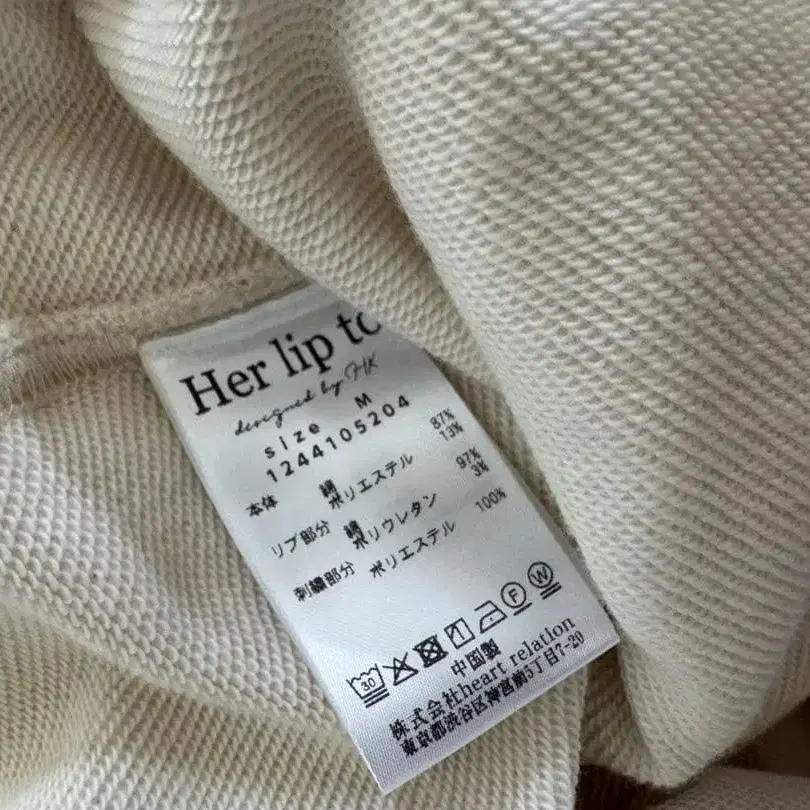 Her lip to
designed by HK
size M
1244105204
本体 綿 87%
ポリエステル 13%
リブ部分 綿 97%
ポリウレタン 3%
刺繍部分 ポリエステル 100%
30 F W
中国製
株式会社heart relation
東京都渋谷区神宮前5丁目7-20